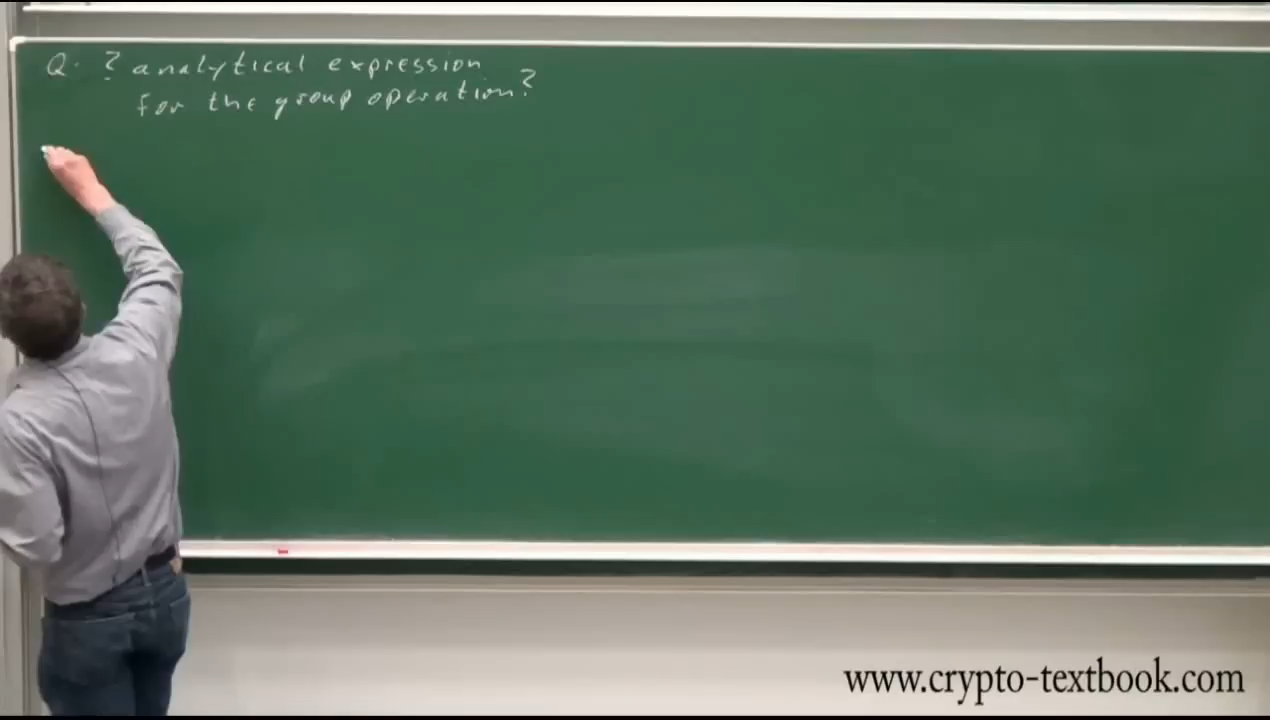 Q: ? analytical expression
for the group operation?
www.crypto-textbook.com